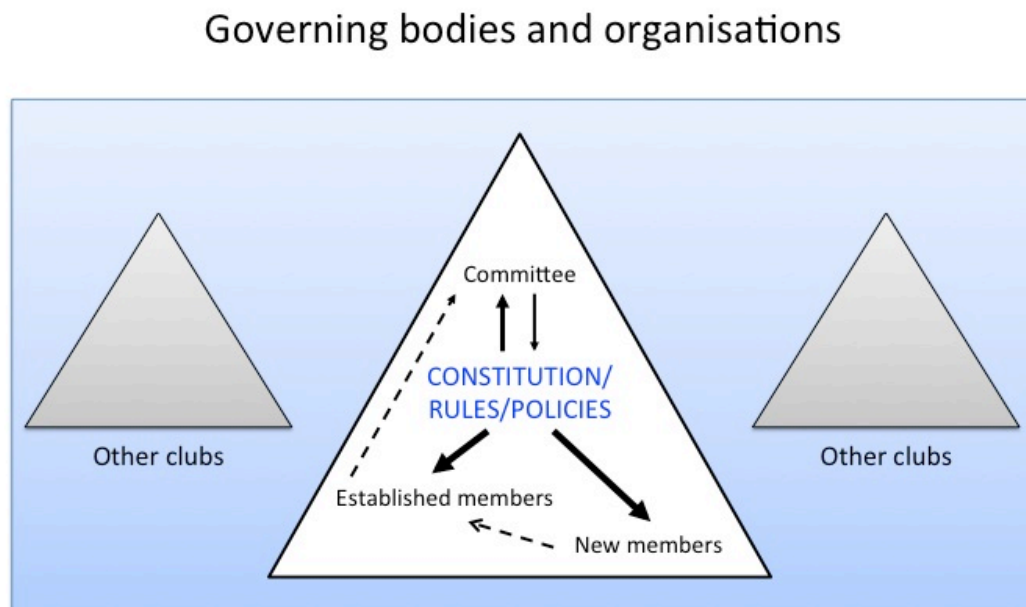 Governing bodies and organisations
Committee
CONSTITUTION/
RULES/POLICIES
Other clubs
Other clubs
Established members
New members